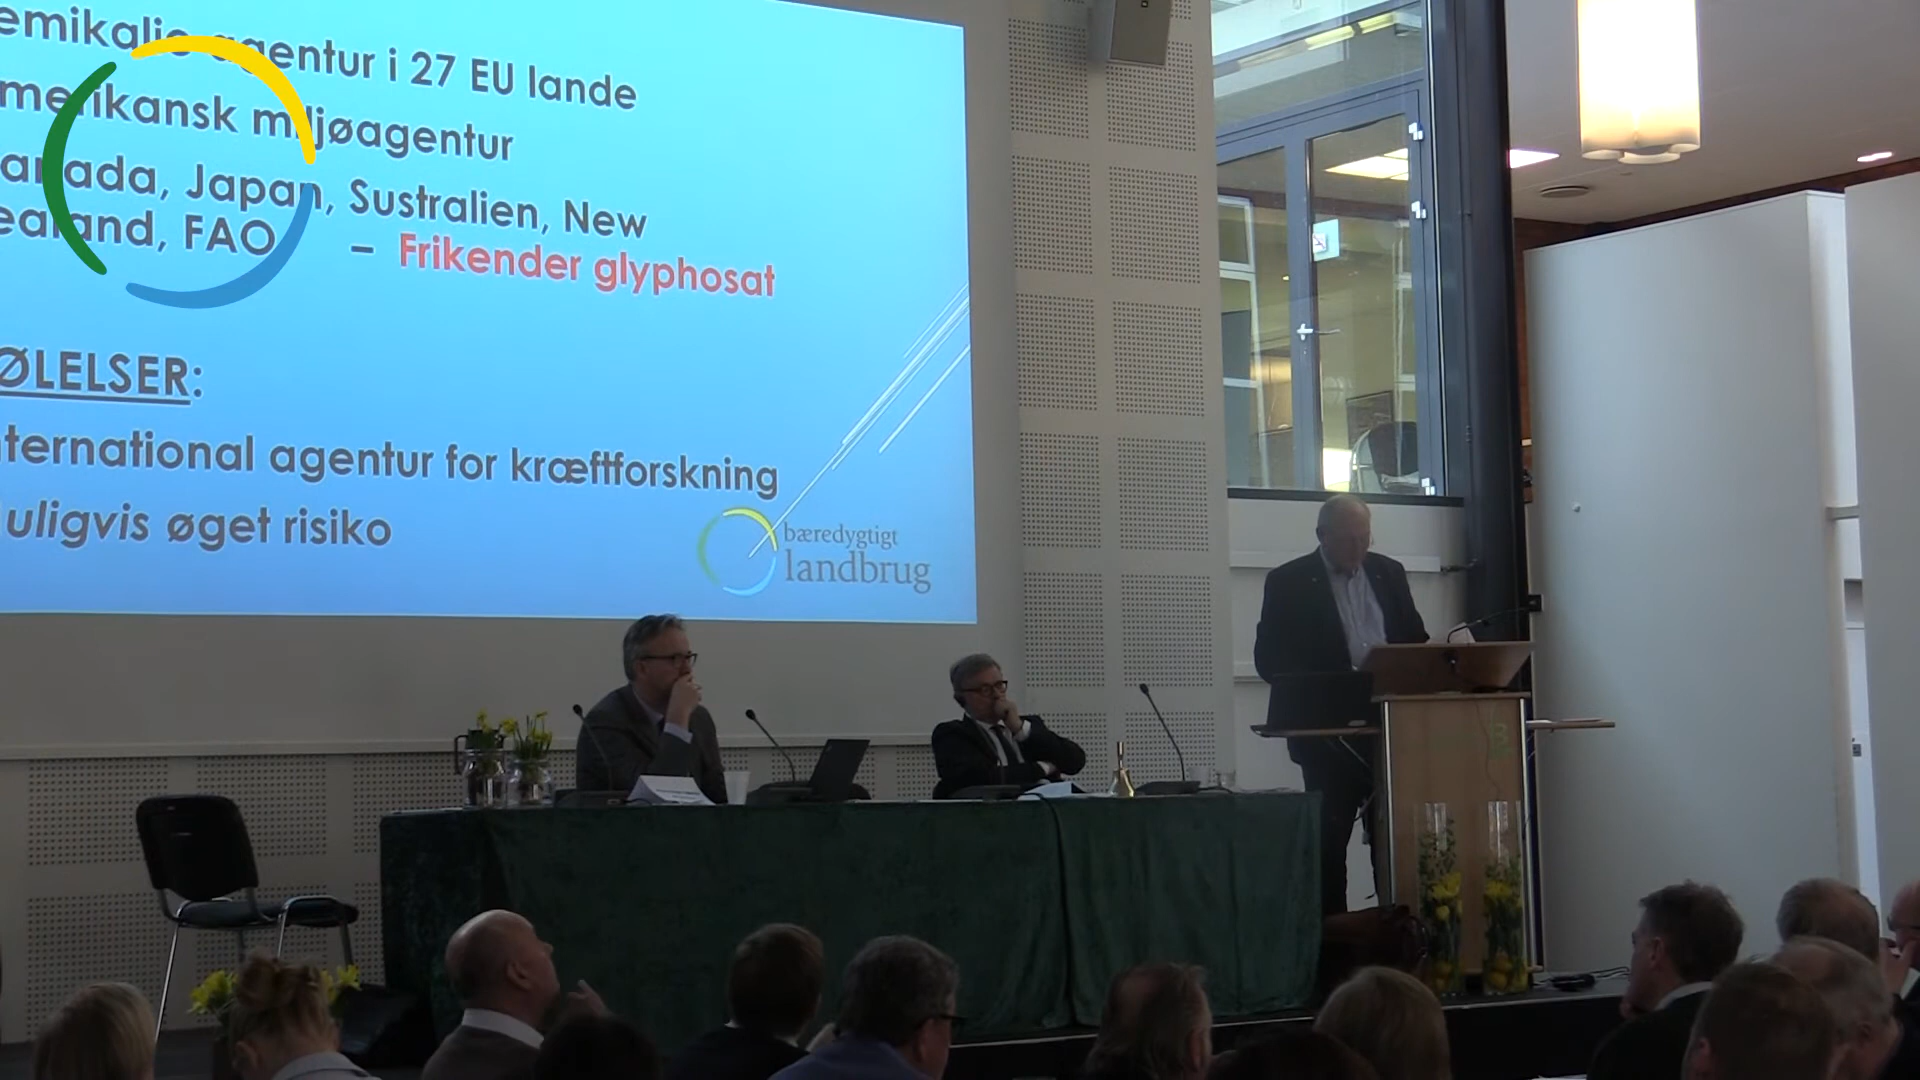 emikalie agentur i 27 EU lande
merikansk miljøagentur
anada, Japan, Sustralien, New
ealand, FAO – Frikender glyphosat
ØLELSER:
nternational agentur for kræftforskning
uligvis øget risiko
bæredygtigt
landbrug